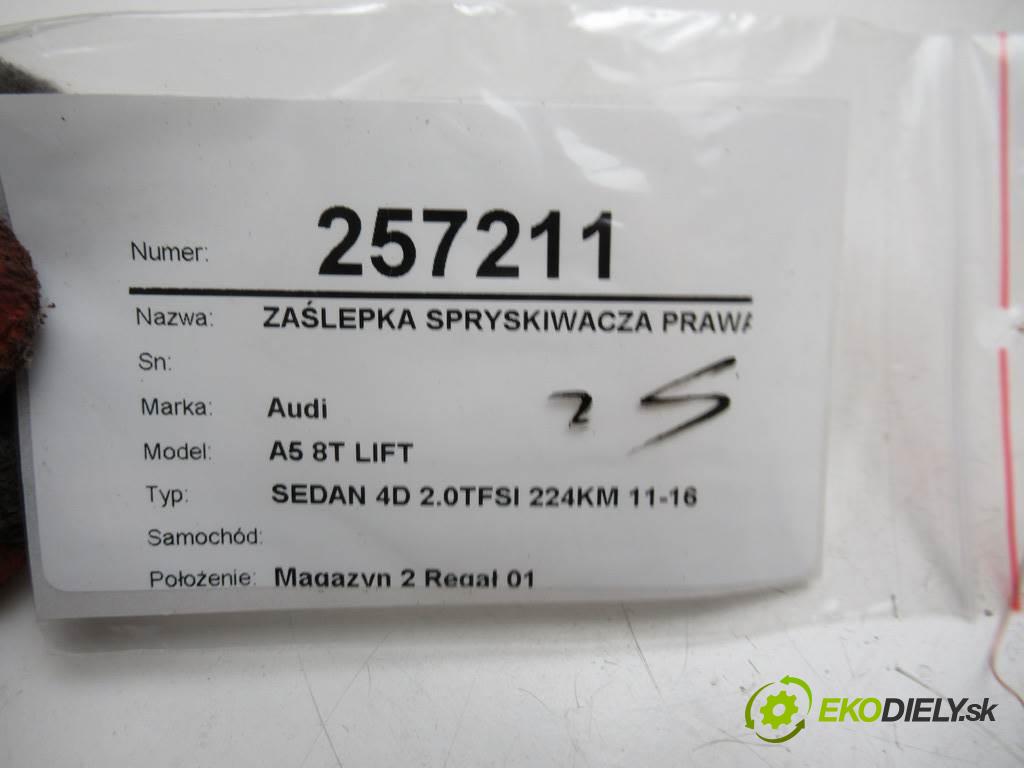 Numer: 257211
Nazwa: ZAŚLEPKA SPRYSKIWACZA PRAWA
Sn:
Marka: Audi
25
Model: A5 8T LIFT
Typ: SEDAN 4D 2.0TFSI 224KM 11-16
Samochód:
Położenie: Magazyn 2 Regał 01
EKODIELY.sk